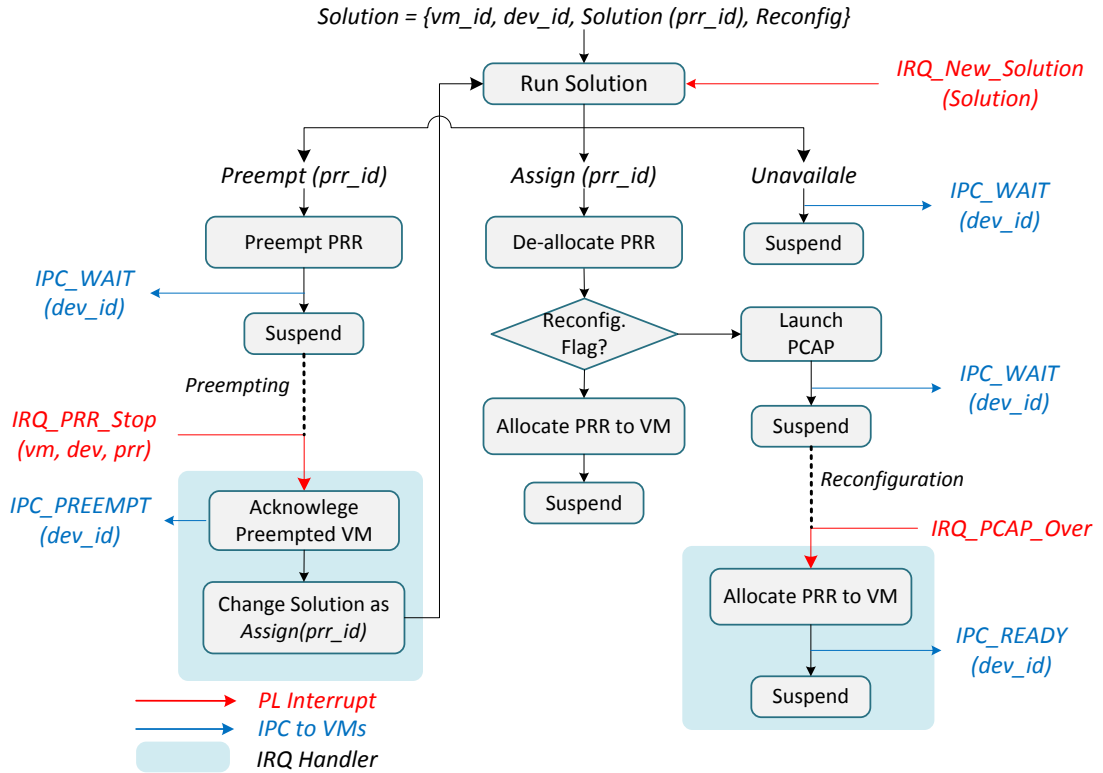 Solution = {vm_id, dev_id, Solution (prr_id), Reconfig}
Run Solution
IRQ_New_Solution
(Solution)
Preempt (prr_id)
Assign (prr_id)
Unavailale
IPC_WAIT
(dev_id)
Preempt PRR
De-allocate PRR
Suspend
IPC_WAIT
(dev_id)
Suspend
Reconfig.
Flag?
Launch
PCAP
Preempting
IPC_WAIT
(dev_id)
IRQ_PRR_Stop
(vm, dev, prr)
Allocate PRR to VM
Suspend
Reconfiguration
Suspend
IPC_PREEMPT
(dev_id)
Acknowlege
Preempted VM
IRQ_PCAP_Over
Change Solution as
Assign(prr_id)
Allocate PRR to VM
IPC_READY
(dev_id)
Suspend
PL Interrupt
IPC to VMs
IRQ Handler